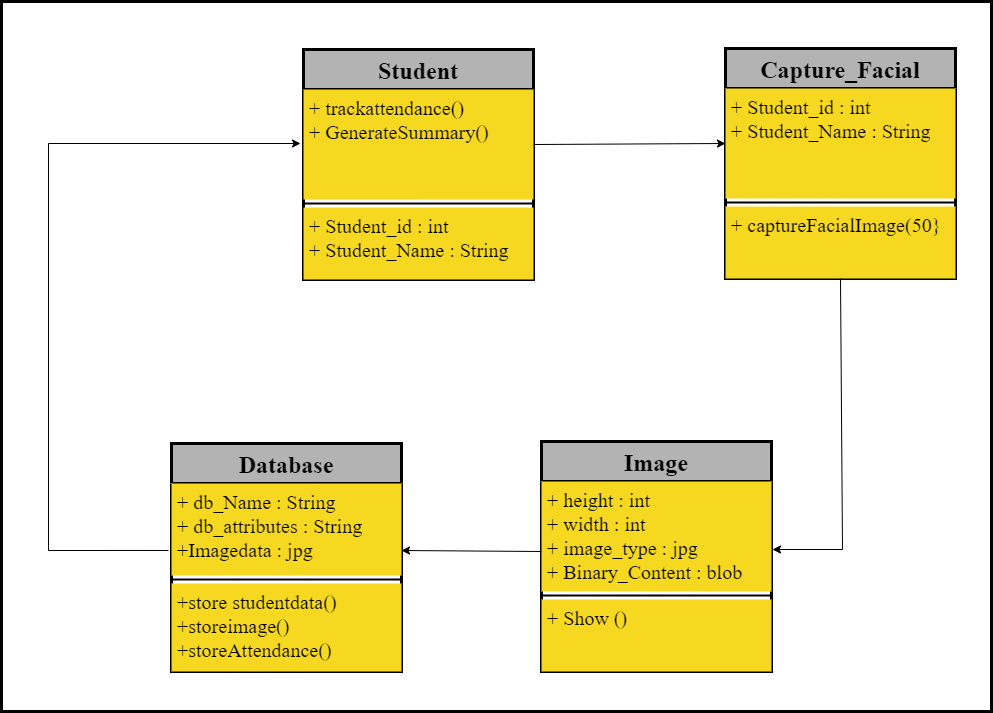 Student
+ trackattendance()
+ GenerateSummary()
+ Student_id : int
+ Student_Name : String
Capture_Facial
+ Student_id : int
+ Student_Name : String
+ captureFacialImage(50}
Database
+ db_Name : String
+ db_attributes : String
+Imagedata : jpg
+store studentdata()
+storeimage()
+storeAttendance()
Image
+ height : int
+ width : int
+ image_type : jpg
+ Binary_Content : blob
+ Show ()